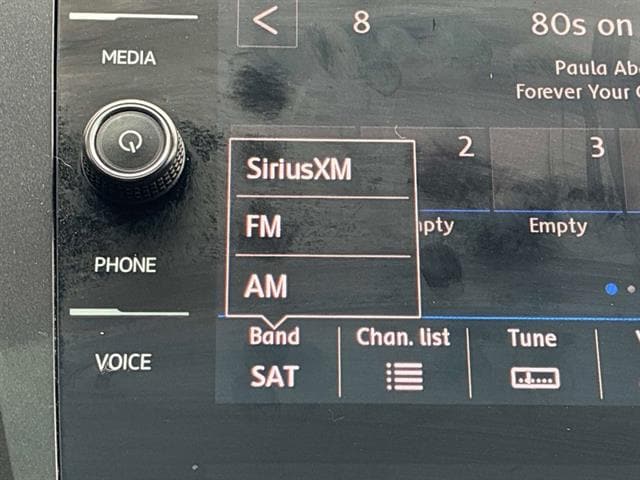 MEDIA
PHONE
VOICE
8
80s on
Paula Ab
Forever Your
2
3
SiriusXM
FM
AM
pty
Empty
Band
SAT
Chan. list
Tune